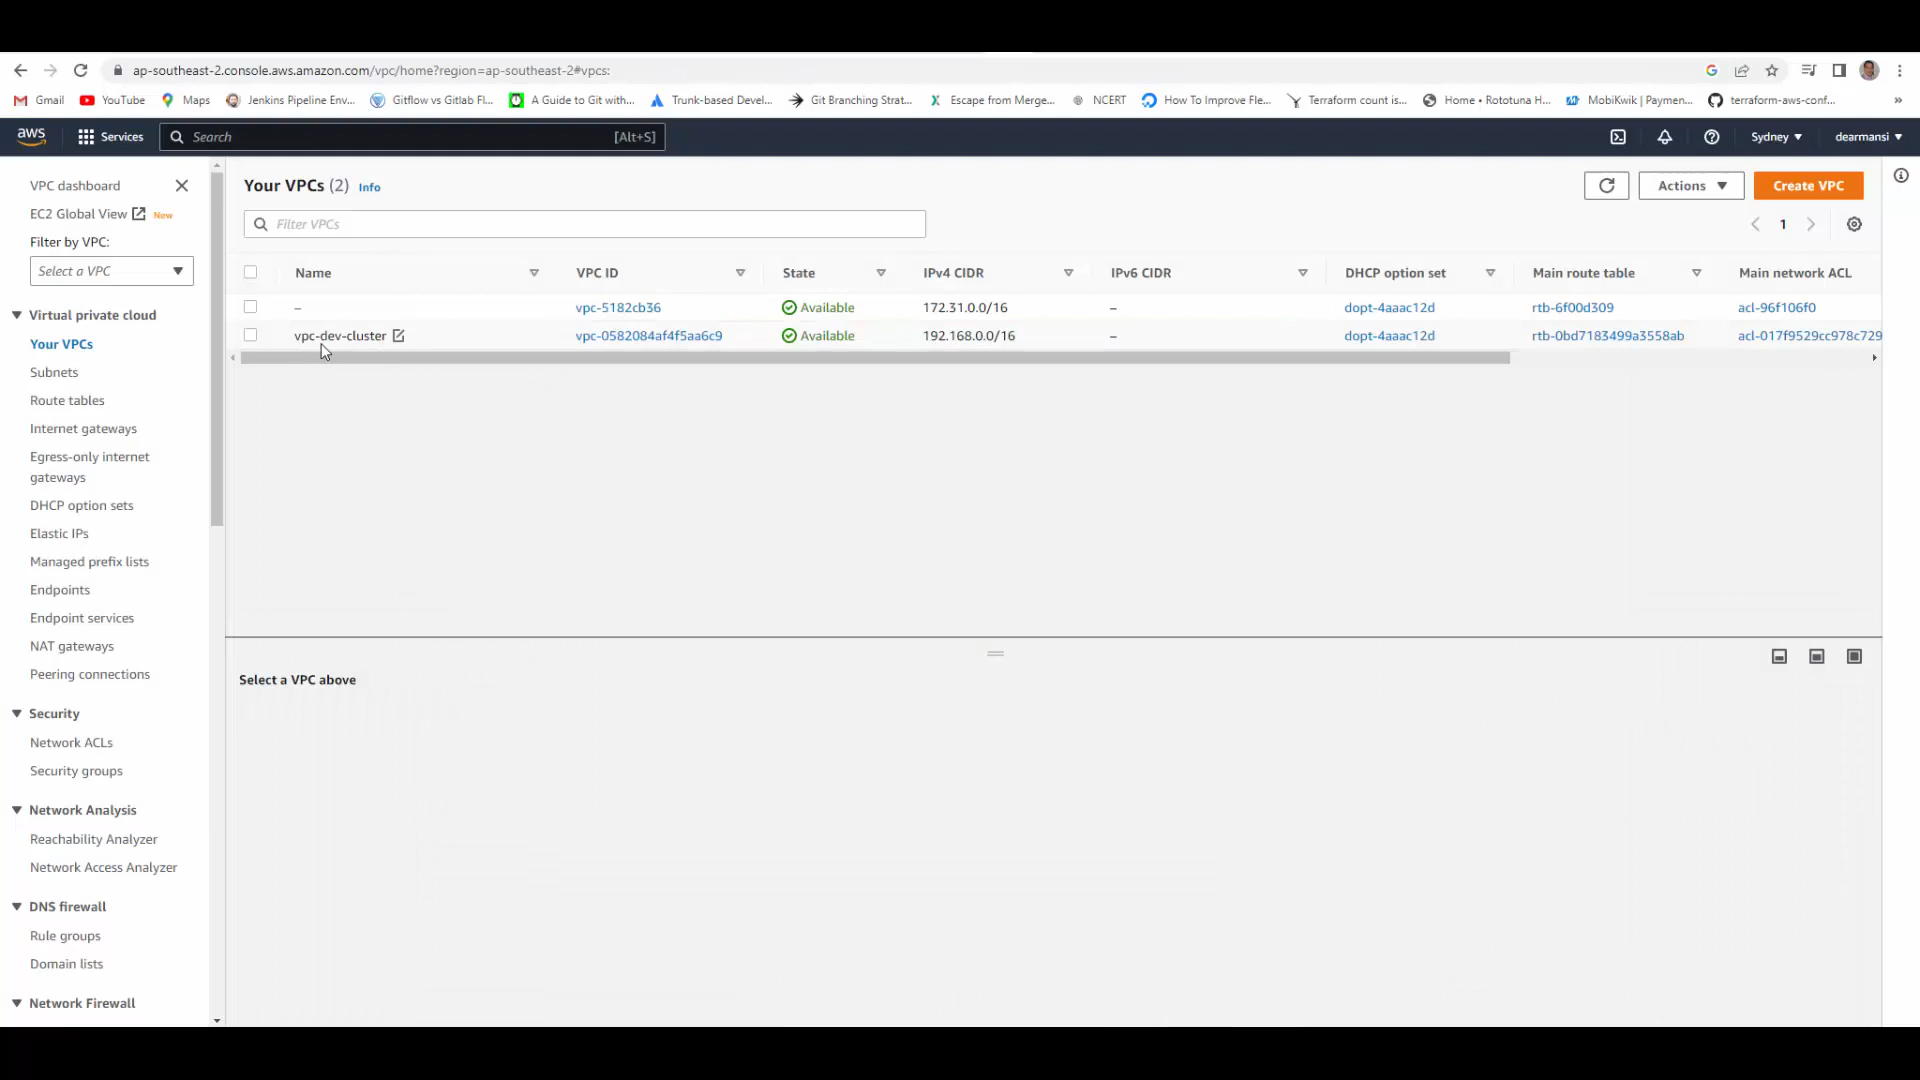 ap-southeast-2.console.aws.amazon.com/vpc/home?region=ap-southeast-2#vpcs:
Gmail YouTube Maps Jenkins Pipeline Env... Gitflow vs Gitlab Fl... A Guide to Git with... Trunk-based Devel... Git Branching Strat... Escape from Merge... NCERT How To Improve Fle... Terraform count is... Home • Rototuna H... MobiKwik | Paymen... terraform-aws-conf... »
aws Services Search [Alt+S] Sydney dearmansi
VPC dashboard
EC2 Global View New
Filter by VPC:
Select a VPC
Virtual private cloud
Your VPCs
Subnets
Route tables
Internet gateways
Egress-only internet
gateways
DHCP option sets
Elastic IPs
Managed prefix lists
Endpoints
Endpoint services
NAT gateways
Peering connections
Security
Network ACLs
Security groups
Network Analysis
Reachability Analyzer
Network Access Analyzer
DNS firewall
Rule groups
Domain lists
Network Firewall
Your VPCs (2) Info
Actions Create VPC
Filter VPCs
1
Name VPC ID State IPv4 CIDR IPv6 CIDR DHCP option set Main route table Main network ACL
– vpc-5182cb36 Available 172.31.0.0/16 – dopt-4aaac12d rtb-6f00d309 acl-96f106f0
vpc-dev-cluster vpc-0582084af4f5aa6c9 Available 192.168.0.0/16 – dopt-4aaac12d rtb-0bd7183499a3558ab acl-017f9529cc978c729
Select a VPC above